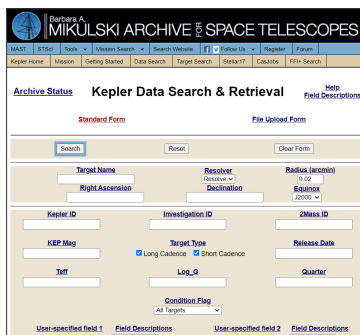 Barbara A.
MIKULSKI ARCHIVE FOR SPACE TELESCOPES
MAST STScI Tools Mission Search Search Website Follow Us Register Forum
Kepler Home Mission Getting Started Data Search Target Search Stellar17 CasJobs FFI+ Search
Archive Status Kepler Data Search & Retrieval Help
Field Descriptions
Standard Form File Upload Form
Search Reset Clear Form
Target Name Resolver Radius (arcmin)
Resolve 0.02
Right Ascension Declination Equinox
J2000
Kepler ID Investigation ID 2Mass ID
KEP Mag Target Type Release Date
Long Cadence Short Cadence
Teff Log_G Quarter
Condition Flag
All Targets
User-specified field 1 Field Descriptions User-specified field 2 Field Descriptions